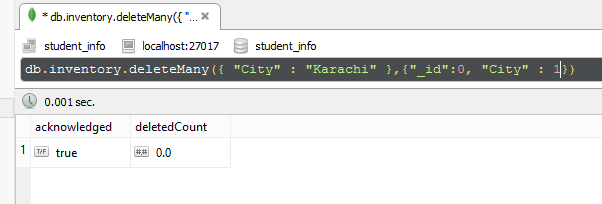 * db.inventory.deleteMany({ "...
student_info localhost:27017 student_info
db.inventory.deleteMany({ "City" : "Karachi" },{"_id":0, "City" : 1})
0.001 sec.
acknowledged deletedCount
1 T/F true ## 0.0